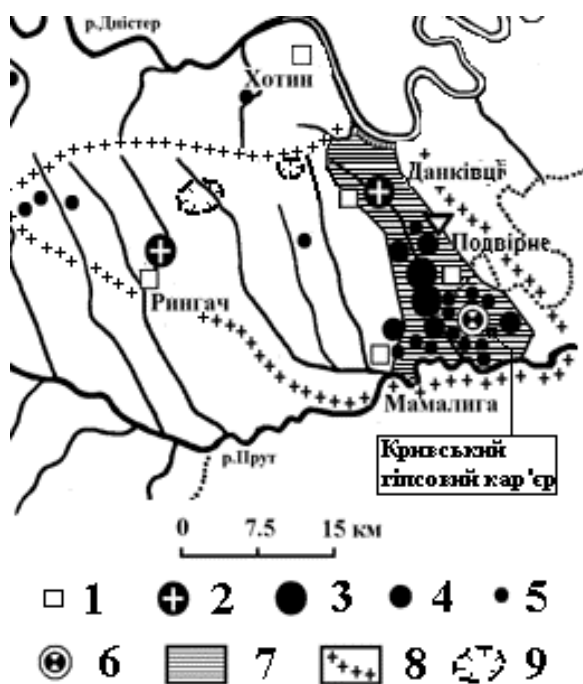 р.Дністер
Хотин
Данківці
Подвірне
Рингач
Мамалига
р.Прут
Кривський
гіпсовий кар'єр
0 7.5 15 км
1 2 3 4 5
6 7 8 9